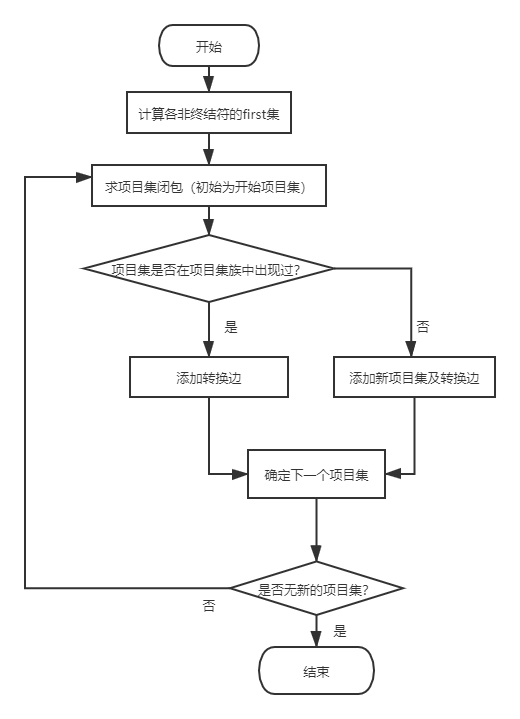 开始
计算各非终结符的first集
求项目集闭包（初始为开始项目集）
项目集是否在项目集族中出现过?
是
否
添加转换边
添加新项目集及转换边
确定下一个项目集
是否无新的项目集?
否
是
结束